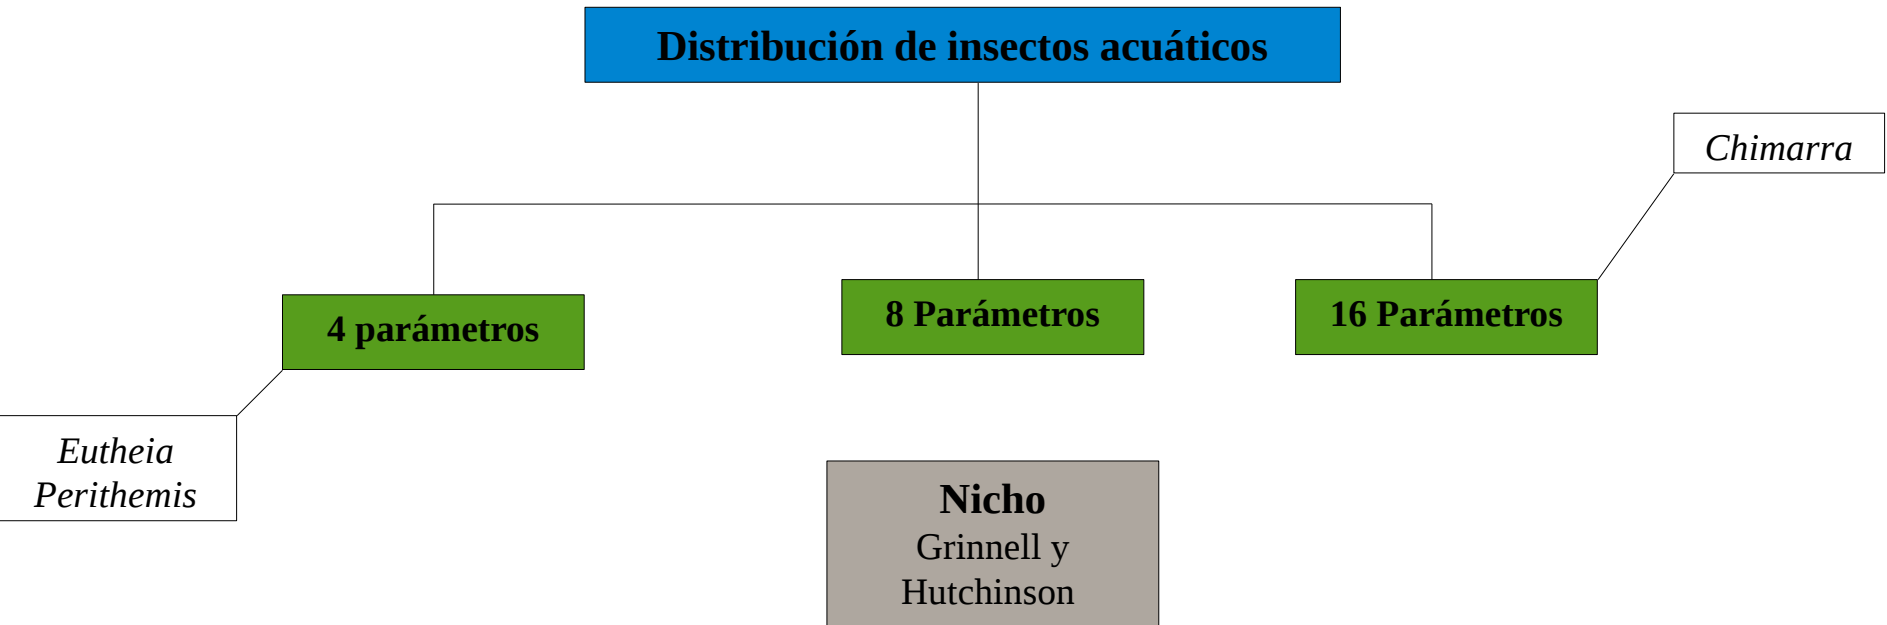 Distribución de insectos acuáticos
Chimarra
4 parámetros
8 Parámetros
16 Parámetros
Eutheia
Perithemis
Nicho
Grinnell y
Hutchinson